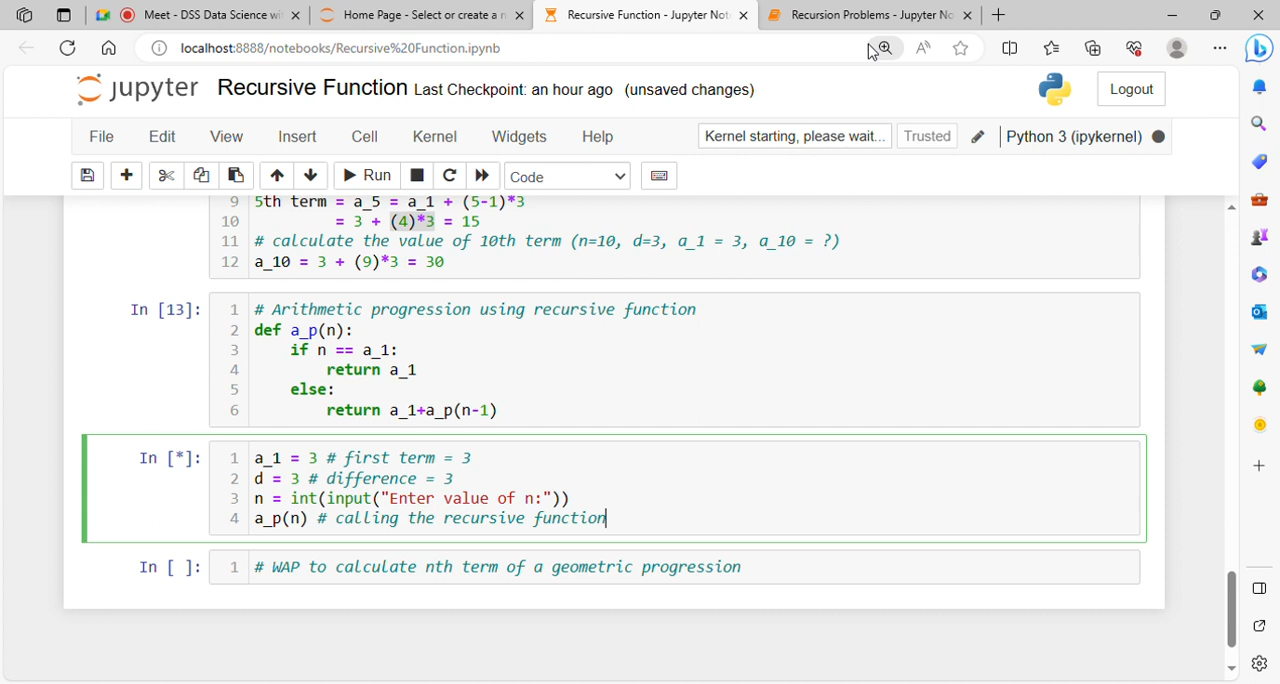 Meet - DSS Data Science wi
Home Page - Select or create a n
Recursive Function - Jupyter Not
Recursion Problems - Jupyter No
localhost:8888/notebooks/Recursive%20Function.ipynb
jupyter Recursive Function Last Checkpoint: an hour ago (unsaved changes)
Logout
File Edit View Insert Cell Kernel Widgets Help
Kernel starting, please wait... Trusted Python 3 (ipykernel)
Run Code
9 5th term = a_5 = a_1 + (5-1)*3
10 = 3 + (4)*3 = 15
11 # calculate the value of 10th term (n=10, d=3, a_1 = 3, a_10 = ?)
12 a_10 = 3 + (9)*3 = 30
In [13]: 1 # Arithmetic progression using recursive function
2 def a_p(n):
3 if n == a_1:
4 return a_1
5 else:
6 return a_1+a_p(n-1)
In [*]: 1 a_1 = 3 # first term = 3
2 d = 3 # difference = 3
3 n = int(input("Enter value of n:"))
4 a_p(n) # calling the recursive function
In [ ]: 1 # WAP to calculate nth term of a geometric progression